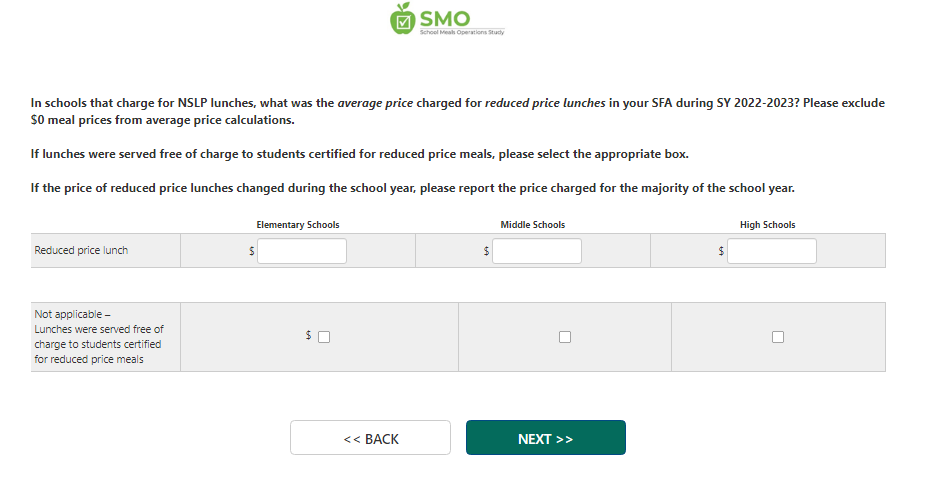 SMO
School Meals Operations Study
In schools that charge for NSLP lunches, what was the average price charged for reduced price lunches in your SFA during SY 2022-2023? Please exclude
$0 meal prices from average price calculations.
If lunches were served free of charge to students certified for reduced price meals, please select the appropriate box.
If the price of reduced price lunches changed during the school year, please report the price charged for the majority of the school year.
Elementary Schools Middle Schools High Schools
Reduced price lunch $ $ $
Not applicable –
Lunches were served free of
charge to students certified
for reduced price meals
$
<< BACK NEXT >>